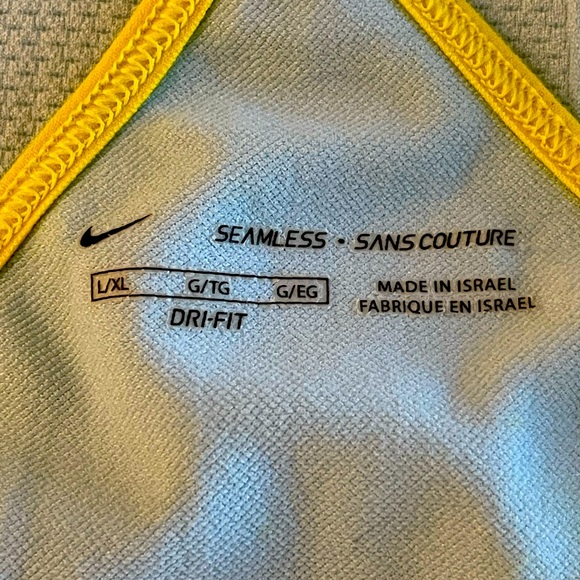 SEAMLESS • SANS COUTURE
L/XL G/TG G/EG
DRI-FIT
MADE IN ISRAEL
FABRIQUE EN ISRAEL